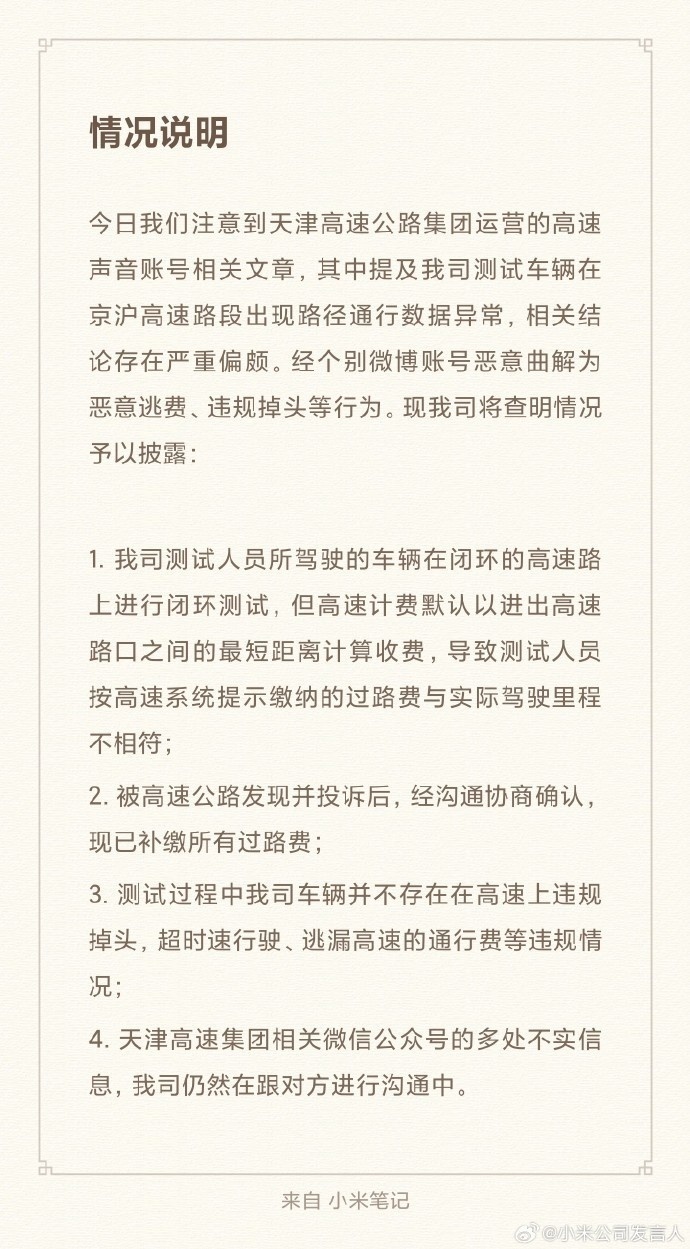 情况说明
今日我们注意到天津高速公路集团运营的高速
声音账号相关文章，其中提及我司测试车辆在
京沪高速路段出现路径通行数据异常，相关结
论存在严重偏颇。经个别微博账号恶意曲解为
恶意逃费、违规掉头等行为。现我司将查明情况
予以披露：
1. 我司测试人员所驾驶的车辆在闭环的高速路
上进行闭环测试，但高速计费默认以进出高速
路口之间的最短距离计算收费，导致测试人员
按高速系统提示缴纳的过路费与实际驾驶里程
不相符；
2. 被高速公路发现并投诉后，经沟通协商确认，
现已补缴所有过路费；
3. 测试过程中我司车辆并不存在在高速上违规
掉头，超时速行驶、逃漏高速的通行费等违规情
况；
4. 天津高速集团相关微信公众号的多处不实信
息，我司仍然在跟对方进行沟通中。
来自 小米笔记
@小米公司发言人